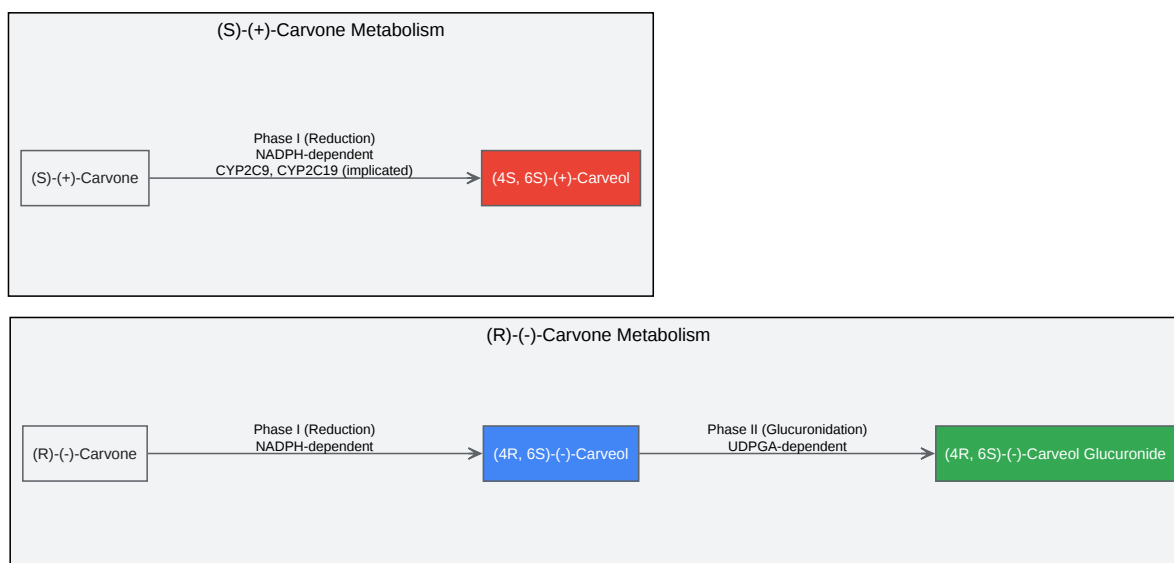 (S)-(+)-Carvone Metabolism
Phase I (Reduction)
NADPH-dependent
CYP2C9, CYP2C19 (implicated)
(S)-(+)-Carvone
(4S, 6S)-(+)-Carveol
(R)-(-)-Carvone Metabolism
Phase I (Reduction)
NADPH-dependent
Phase II (Glucuronidation)
UDPGA-dependent
(R)-(-)-Carvone
(4R, 6S)-(-)-Carveol
(4R, 6S)-(-)-Carveol Glucuronide